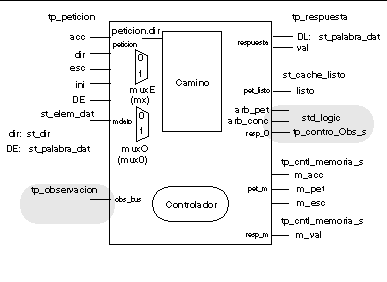 tp_peticion
tp_respuesta
acc
peticion.dir
peticion
respuesta
DL: st_palabra_dat
val
dir
0
1
esc
Camino
st_cache_listo
ini
muxE
(mx)
pet_listo
listo
DE
st_elem_dat
arb_pet
arb_conc
resp_O
std_logic
tp_contro_Obs_s
0
1
dir: st_dir
muxO
(mux0)
DE: st_palabra_dat
tp_cntl_memoria_s
m_acc
pet_m
m_pet
m_esc
tp_observacion
obs_bus
Controlador
tp_cntl_memoria_s
resp_m
m_val